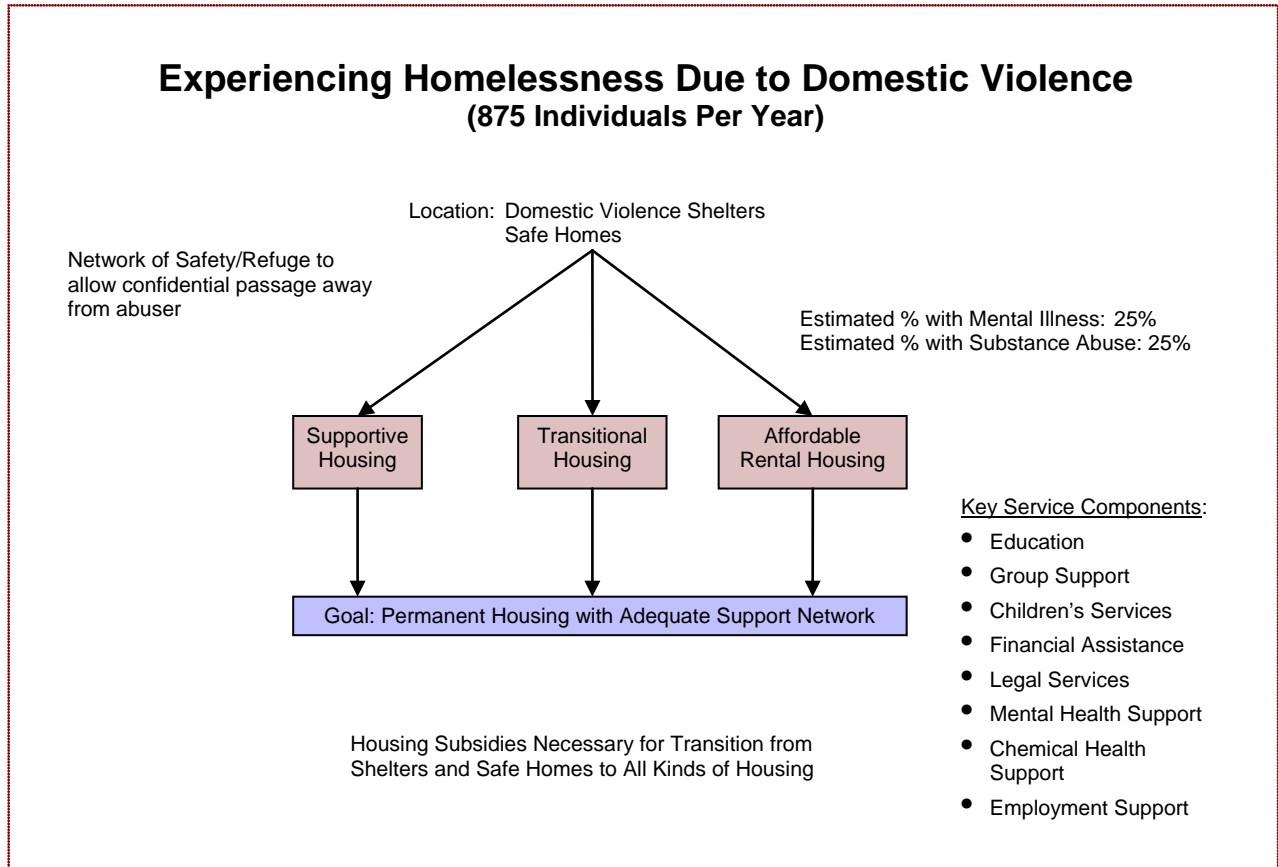 Experiencing Homelessness Due to Domestic Violence
(875 Individuals Per Year)
Location: Domestic Violence Shelters
Safe Homes
Network of Safety/Refuge to
allow confidential passage away
from abuser
Estimated % with Mental Illness: 25%
Estimated % with Substance Abuse: 25%
Supportive
Housing
Transitional
Housing
Affordable
Rental Housing
Goal: Permanent Housing with Adequate Support Network
Key Service Components:
• Education
• Group Support
• Children’s Services
• Financial Assistance
• Legal Services
• Mental Health Support
• Chemical Health
Support
• Employment Support
Housing Subsidies Necessary for Transition from
Shelters and Safe Homes to All Kinds of Housing